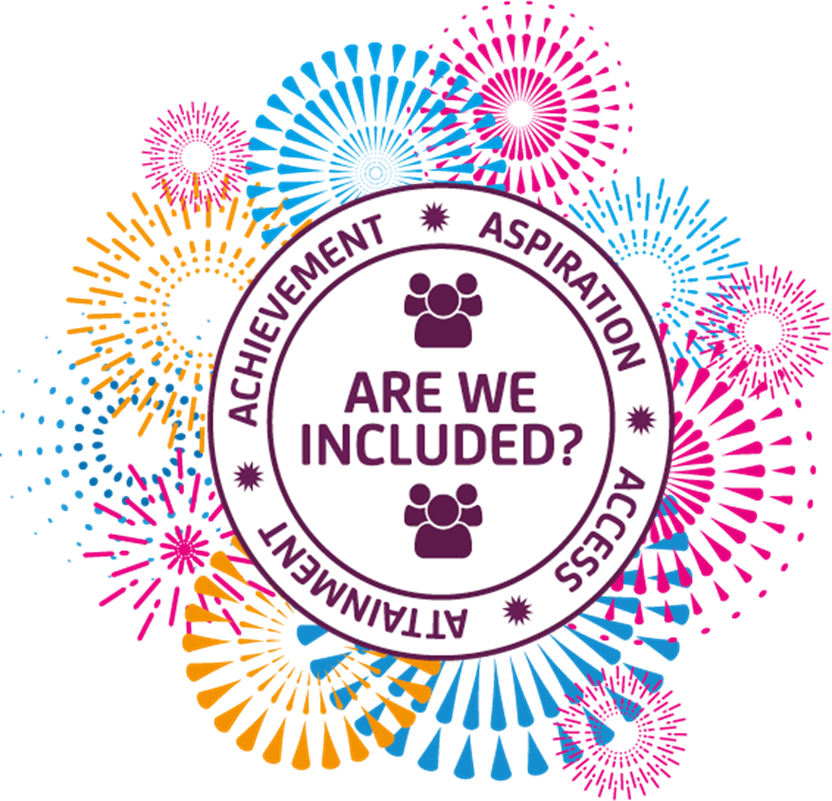 ACHIEVEMENT
ASPIRATION
ACCESS
ATTAINMENT
ARE WE
INCLUDED?